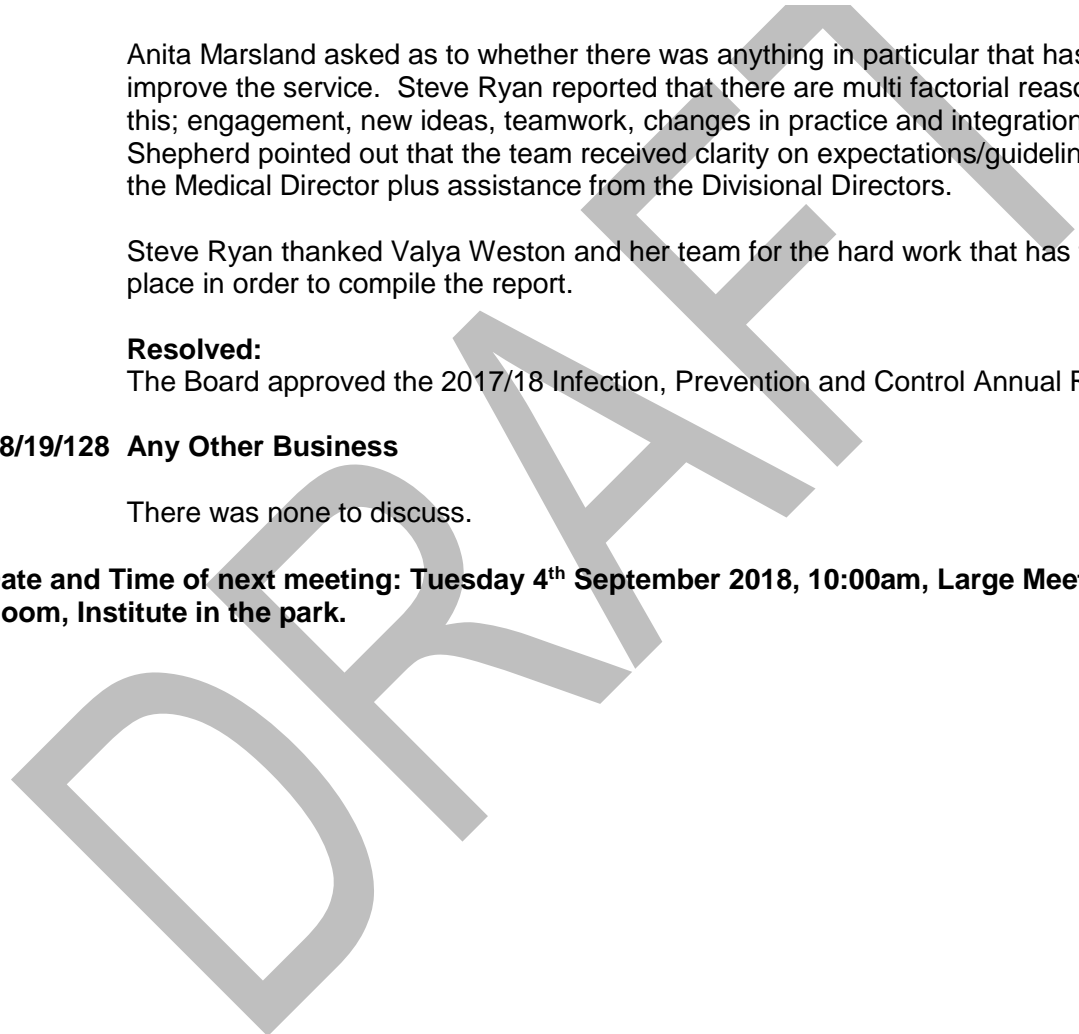 Anita Marsland asked as to whether there was anything in particular that has
improve the service. Steve Ryan reported that there are multi factorial
this; engagement, new ideas, teamwork, changes in practice and integration
Shepherd pointed out that the team received clarity on
the Medical Director plus assistance from the Divisional Directors.
Steve Ryan thanked Valya Weston and her team for the hard work that has
place in order to compile the report.
Resolved:
The Board approved the 2017/18 Infection, Prevention and Control Annual
8/19/128 Any Other Business
There was none to discuss.
ate and Time of next meeting: Tuesday 4th September 2018, 10:00am, Large
oom, Institute in the park.
DRAFT